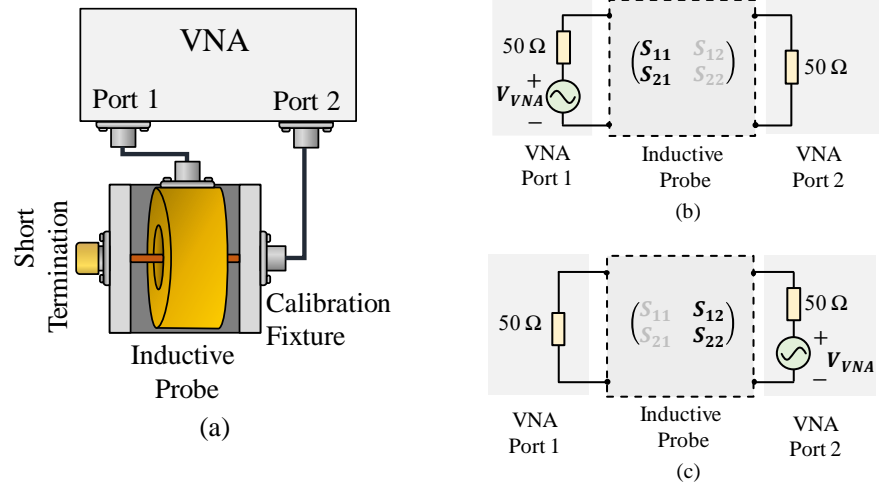 VNA
Port 1
Port 2
Short
Termination
Calibration
Fixture
Inductive
Probe
(a)
50 Ω
+
V_VNA
−
S11 S12
S21 S22
50 Ω
VNA
Port 1
Inductive
Probe
VNA
Port 2
(b)
50 Ω
S11 S12
S21 S22
50 Ω
+
V_VNA
−
VNA
Port 1
Inductive
Probe
VNA
Port 2
(c)